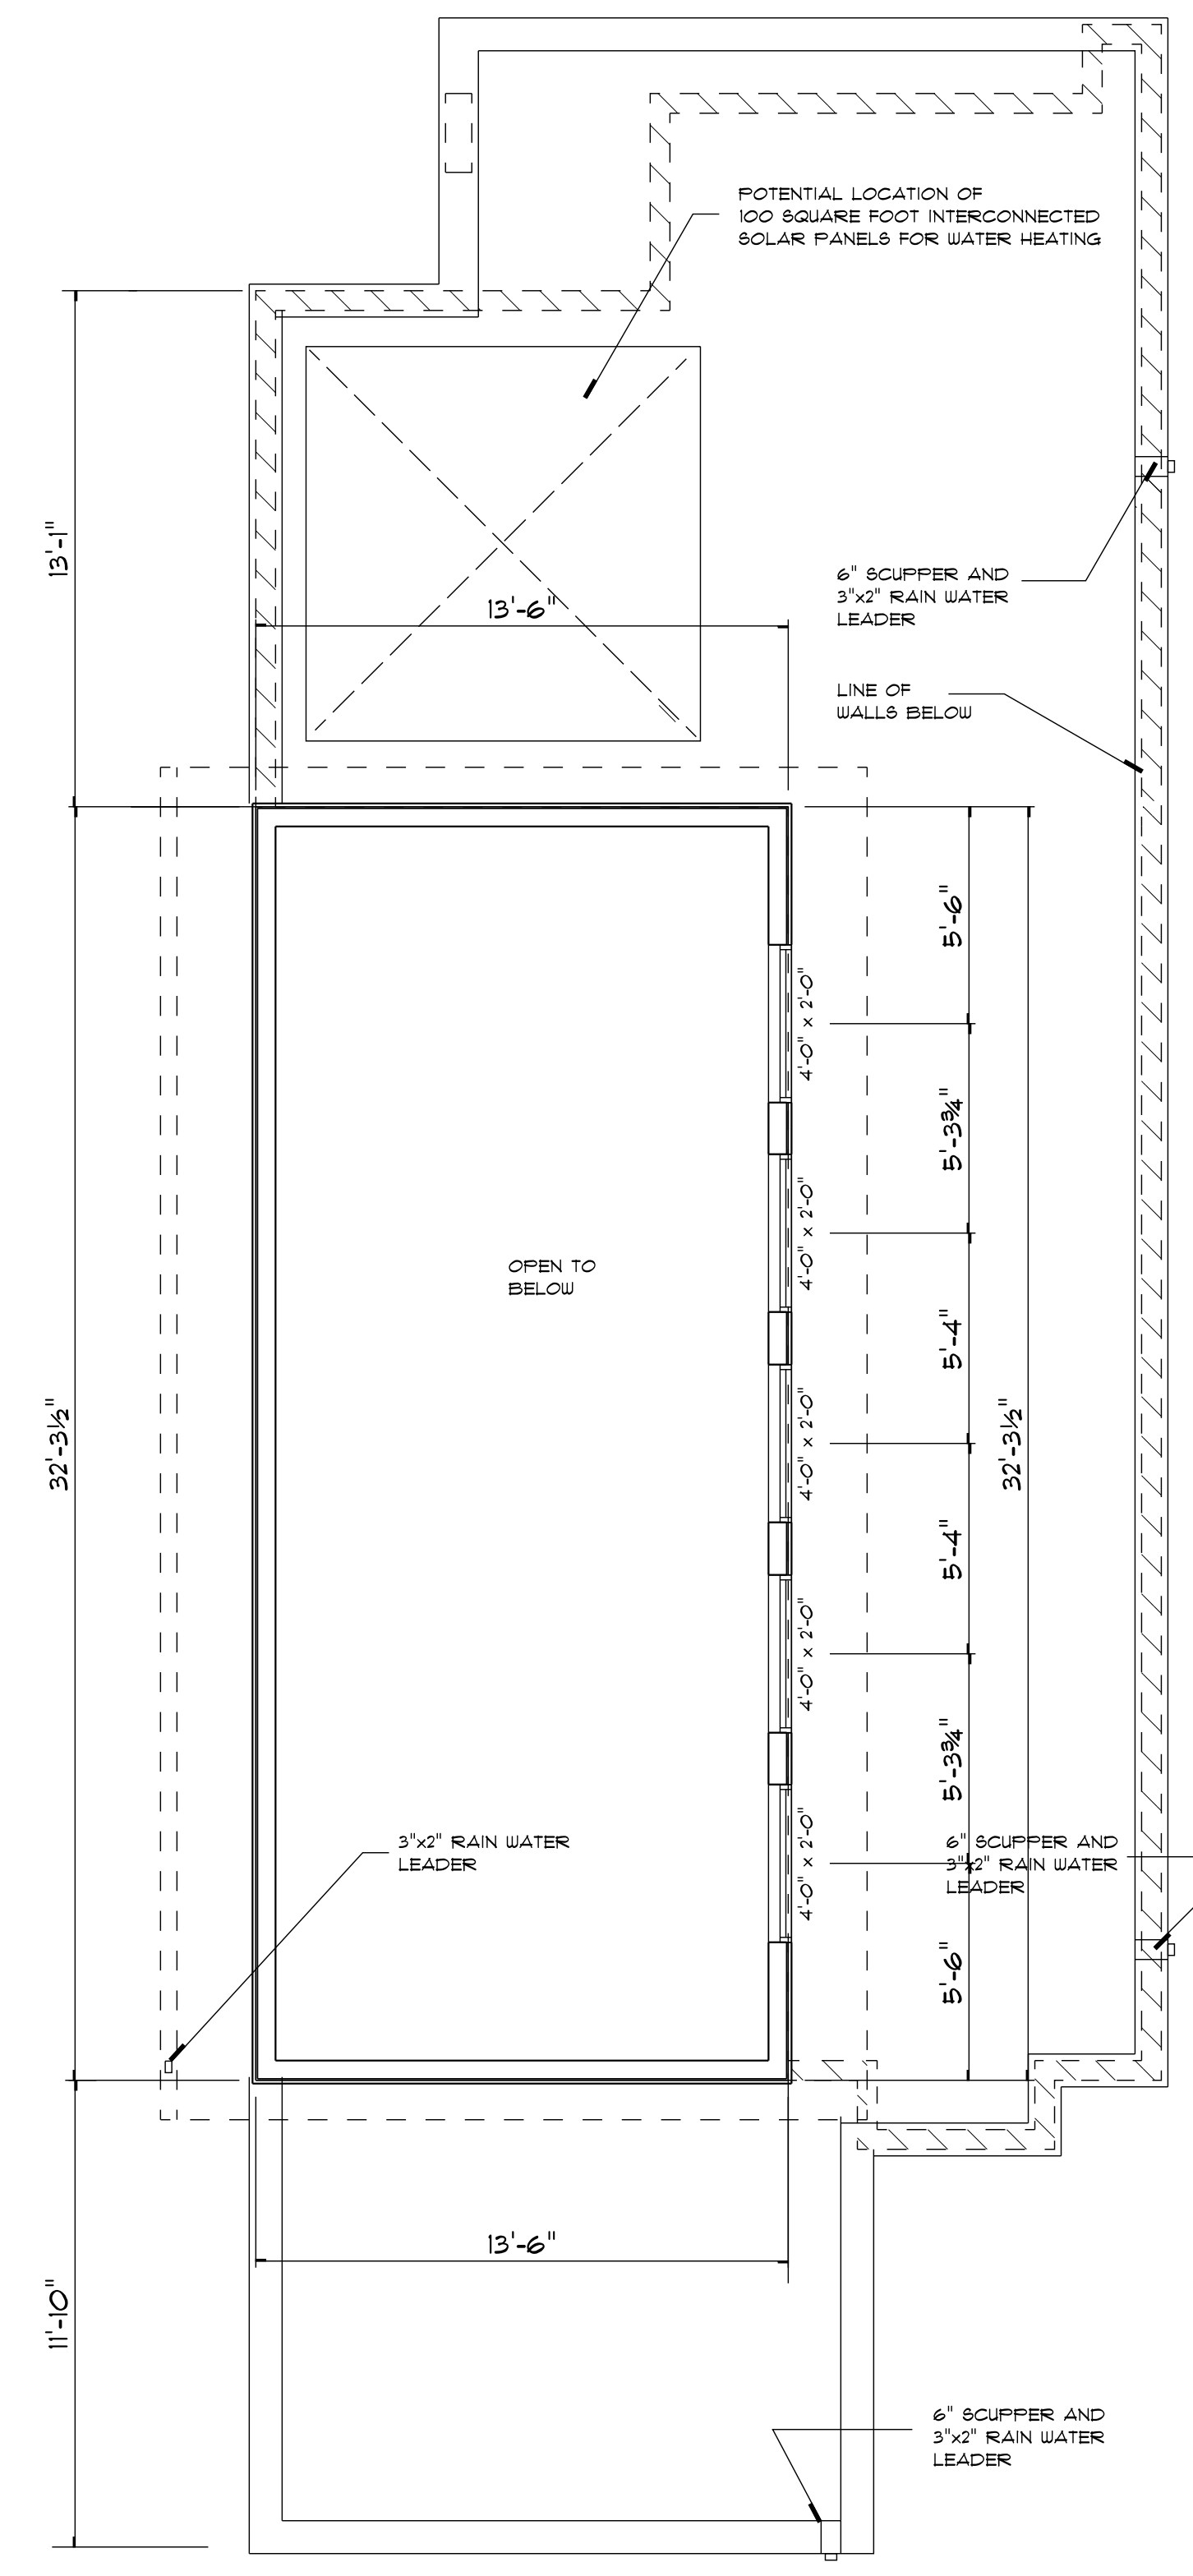 POTENTIAL LOCATION OF
100 SQUARE FOOT INTERCONNECTED
SOLAR PANELS FOR WATER HEATING
13'-1"
6" SCUPPER AND
3"x2" RAIN WATER
LEADER
13'-6"
LINE OF
WALLS BELOW
5'-6"
4'-0" x 2'-0"
5'-3¾"
4'-0" x 2'-0"
OPEN TO
BELOW
5'-4"
32'-3½"
4'-0" x 2'-0"
32'-3½"
5'-4"
4'-0" x 2'-0"
5'-3¾"
3"x2" RAIN WATER
LEADER
4'-0" x 2'-0"
6" SCUPPER AND
3"x2" RAIN WATER
LEADER
5'-6"
13'-6"
11'-10"
6" SCUPPER AND
3"x2" RAIN WATER
LEADER